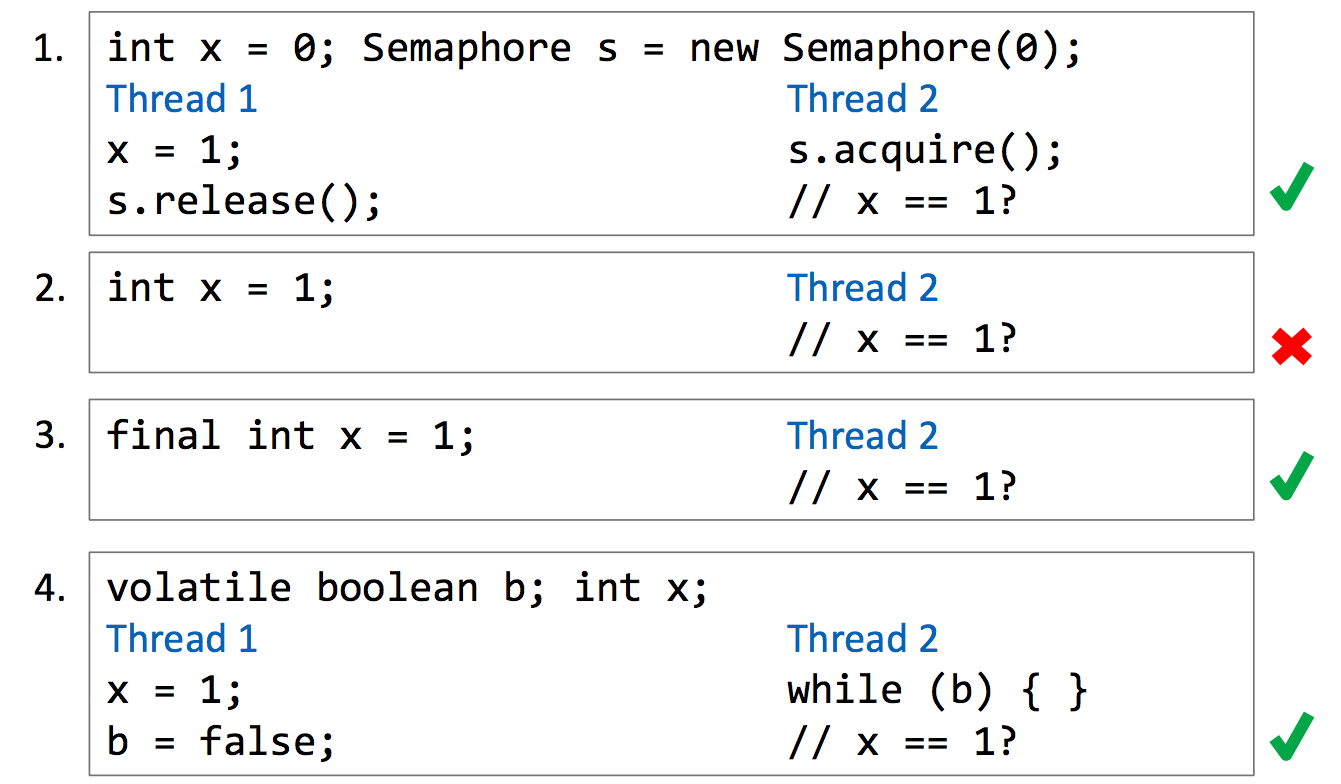 1. int x = 0; Semaphore s = new Semaphore(0);
Thread 1 Thread 2
x = 1; s.acquire();
s.release(); // x == 1?
2. int x = 1; Thread 2
// x == 1?
3. final int x = 1; Thread 2
// x == 1?
4. volatile boolean b; int x;
Thread 1 Thread 2
x = 1; while (b) { }
b = false; // x == 1?